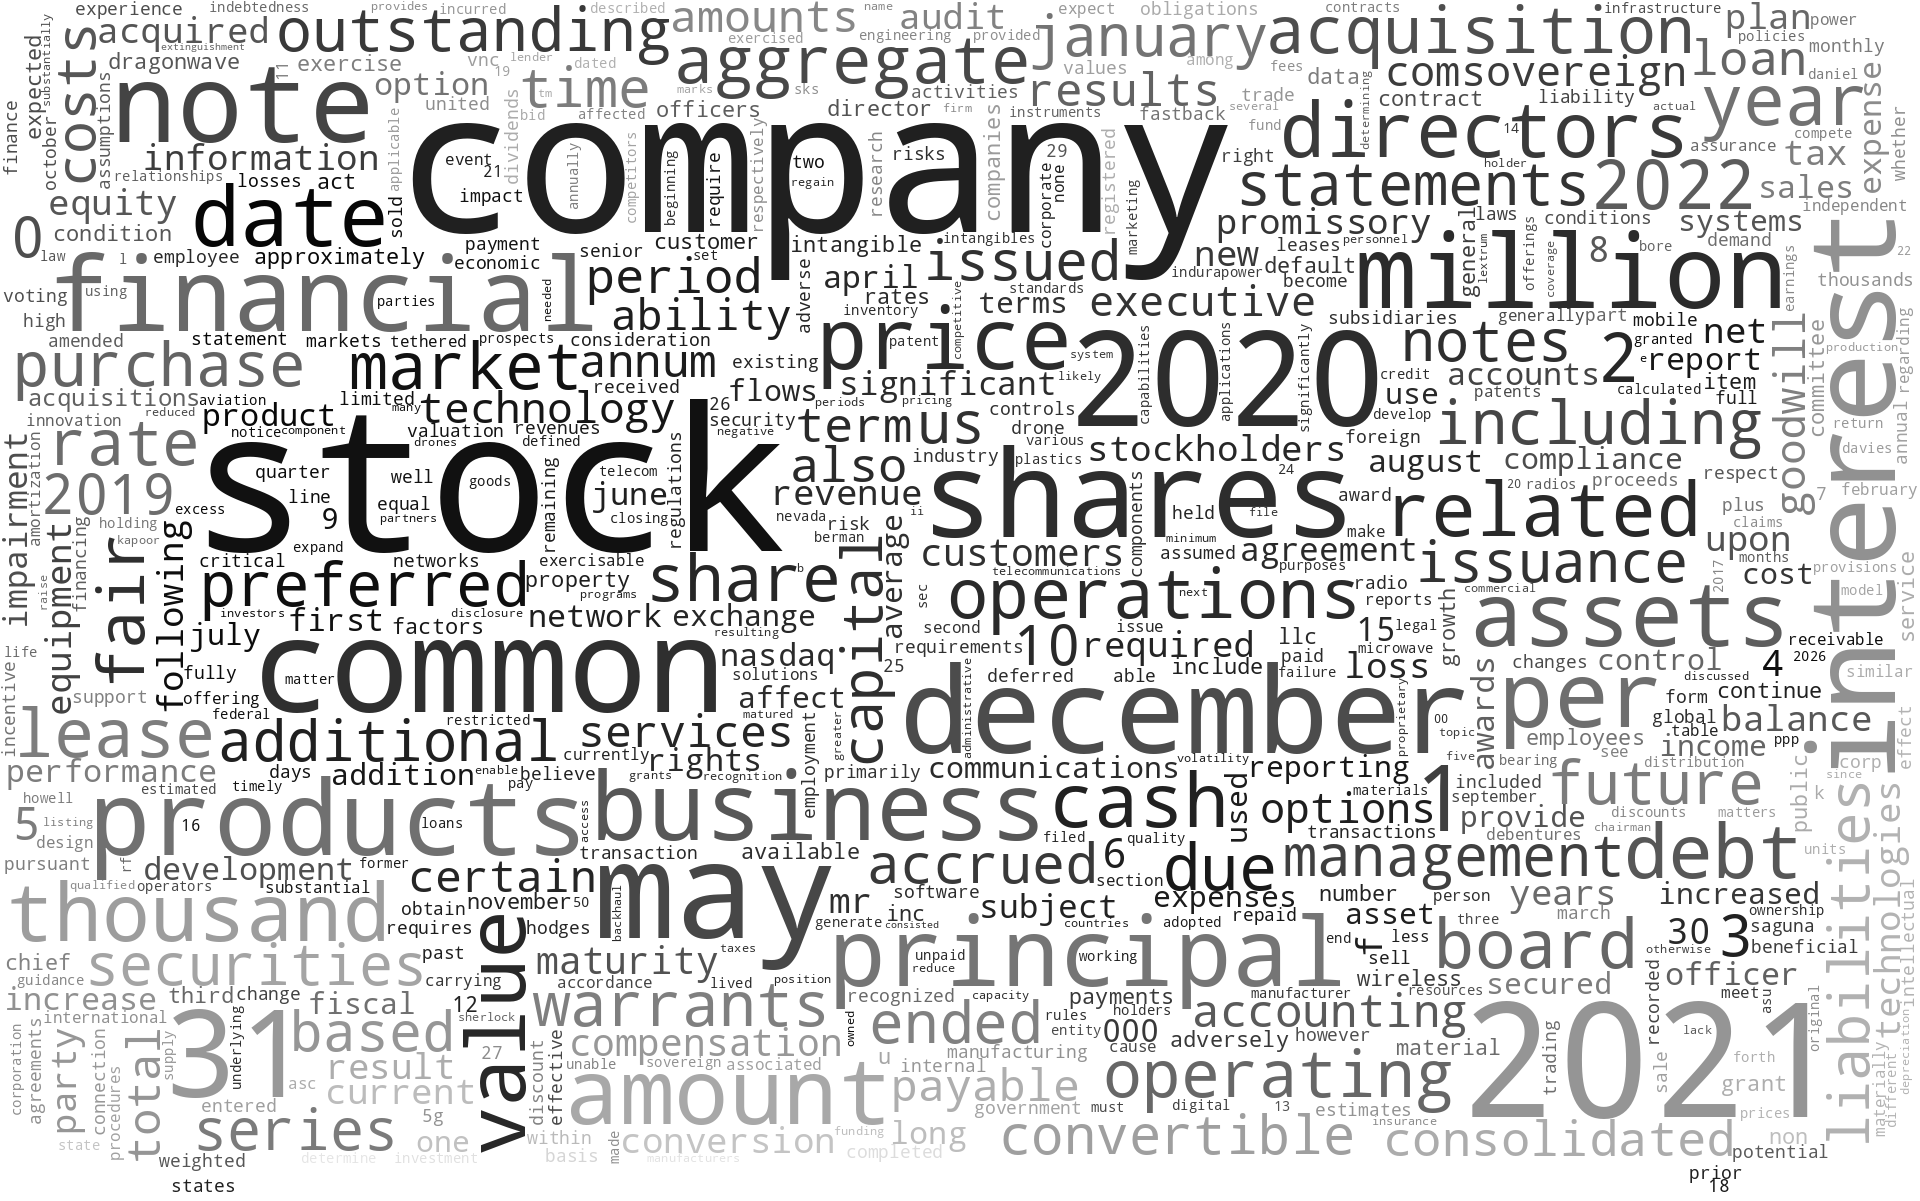 experience indebtedness provides incurred described amounts audit expect obligations contracts infrastructure plan power
substantially acquired outstanding exercised engineering name provided january acquisition policies
expected costs extinguishment dragonwave 11 exercise vnc lender 19 dated aggregate values among fees data comsovereign loan monthly
note option time tm marks sks activities results trade contract liability daniel
finance assumptions united bid affected officers director firm instruments fastback several fund determining directors actual year compete
october information applicable dividends company event 21 annually competitors beginning require respectively two regain research risks companies 29 none registered right 14 holder assurance tax expense whether
relationships losses act impact corporate marketing statements 2022 sales
equity date sold independent
0 condition payment senior customer intangible intangibles new promissory general laws conditions systems
law 1 employee approximately economic set issued leases personnel offerings 8 bore demand 22
financial period adverse april indurapower default lextrum coverage million earnings thousands
voting using parties needed rates standards become
high ability inventory competitive terms executive subsidiaries generally part mobile net regarding
amended statement markets tethered prospects consideration price patent system capabilities applications significantly notes 2 granted production
purchase market annum existing likely 2020 credit accounts e report goodwill committee
acquisitions aviation limited many received flows periods pricing significant controls use patents calculated item full interest
innovation reduced product technology 26 security termus drone develop return
rate notice component valuation revenues drones defined negative various foreign including davies annual
impairment amortization stock quarter well goods telecom regulations also industry plastics stockholders august compliance respect
2019 line equal partners remaining june closing revenue nevada ii shares 24 award related 20 radios proceeds 7 february
excess 9 risk berman held file make plus
holding kapoor expand components minimum claims
equipment financing fair following critical networks exercisable capital average customers assumed agreement issuance upon months service
raise preferred property programs share b telecommunications purposes radio 2017 cost provisions
investors disclosure sec operations next reports commercial assets model
july first factors network exchange second issue 15 legal growth
life common resulting nasdaq requirements 10 required llc microwave receivable
fully matter solutions 25 deferred able include paid failure loss awards changes control 4 2026
incentive support offering affect december administrative proprietary per discussed similar
federal restricted matured 00 form continue
lease additional services greater topic employees global balance
currently rights volatility five bearing see table income ppp effect
performance days addition enable believe grants recognition employment primarily communications reporting distribution public since corp
estimated timely pay materials included
howell products business cash used 1 september future k
5 listing 16 loans access options provide discounts matters
design filed quality transactions debentures chairman
pursuant rf development former transaction available accrued 6 due management debt units
qualified operators substantial certain section liabilities
thousand obtain november 50 may mr software expenses number person years increased technologies
requires hodges backhaul generate inc consisted subject countries adopted repaid asset three march 30 3 ownership saguna
chief securities past value maturity principal unpaid reduce working end f less sell board otherwise beneficial intellectual
guidance carrying accordance lived position wireless secured recorded officer
increase third change fiscal 12 warrants recognized capacity payments manufacturer resources meet asu
international underlying sherlock owned ended holders rules accounting original
corporation agreements party connection supply 31 based compensation entity 000 however lack 2021
total result 27 discount effective unable sovereign associated u internal manufacturing cause adversely material trading sale forth depreciation
procedures asc current amount payable operating grant different materially
entered 5g government must digital 13 estimates prices
state series one within made conversion funding long convertible insurance consolidated non
weighted determine investment basis manufacturers completed potential
states prior
18